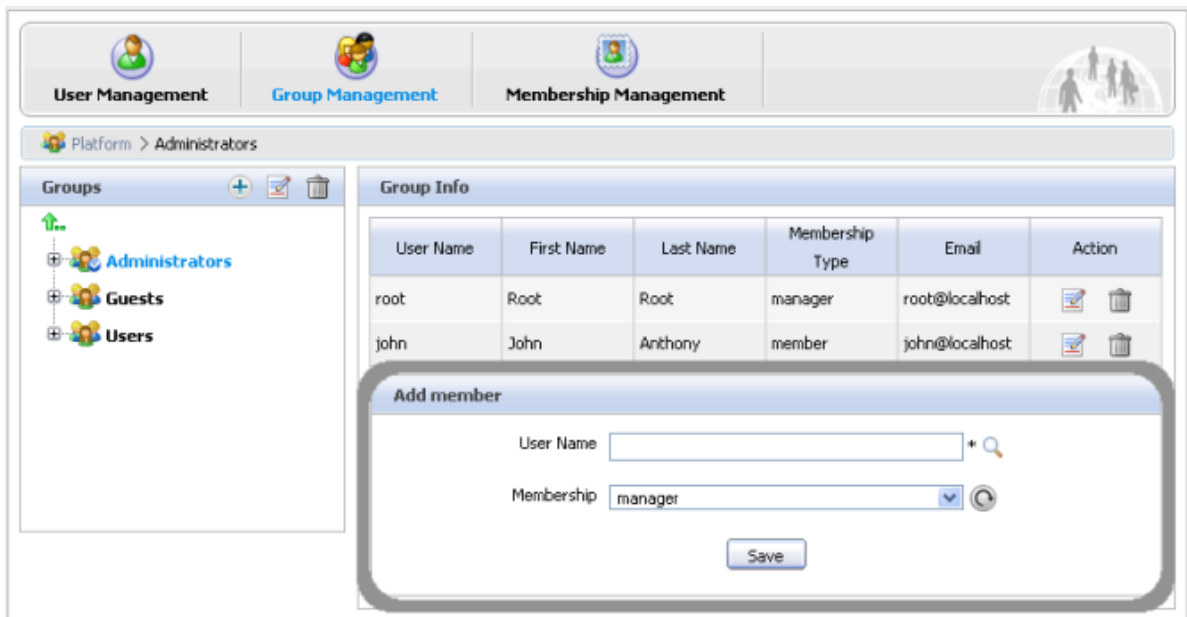 User Management Group Management Membership Management
Platform > Administrators
Groups
Administrators
Guests
Users
Group Info
User Name First Name Last Name Membership Type Email Action
root Root Root manager root@localhost
john John Anthony member john@localhost
Add member
User Name *
Membership manager
Save